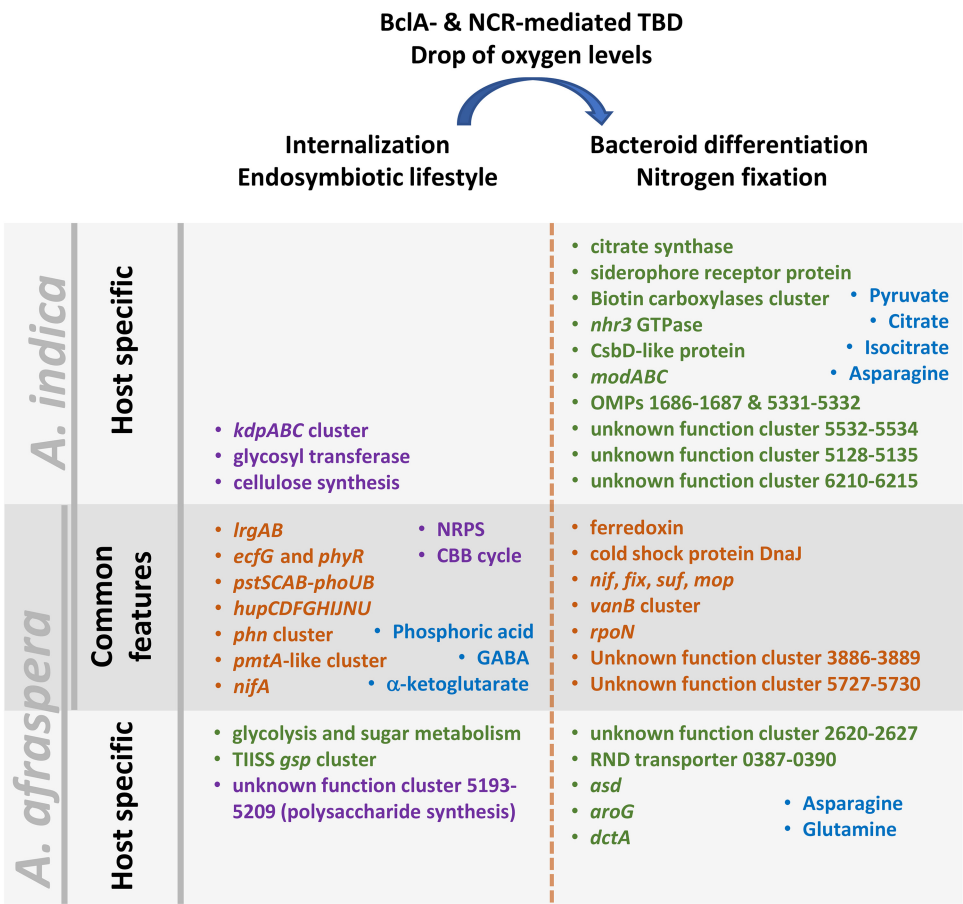 BclA- & NCR-mediated TBD
Drop of oxygen levels
Internalization
Endosymbiotic lifestyle
Bacteroid differentiation
Nitrogen fixation
A. indica
Host specific
• kdpABC cluster
• glycosyl transferase
• cellulose synthesis
• citrate synthase
• siderophore receptor protein
• Biotin carboxylases cluster
• nhr3 GTPase
• CsbD-like protein
• modABC
• OMPs 1686-1687 & 5331-5332
• unknown function cluster 5532-5534
• unknown function cluster 5128-5135
• unknown function cluster 6210-6215
• Pyruvate
• Citrate
• Isocitrate
• Asparagine
Common
features
• lrgAB
• ecfG and phyR
• pstSCAB-phoUB
• hupCDFGHIJNU
• phn cluster
• pmtA-like cluster
• nifA
• NRPS
• CBB cycle
• Phosphoric acid
• GABA
• α-ketoglutarate
• ferredoxin
• cold shock protein DnaJ
• nif, fix, suf, mop
• vanB cluster
• rpoN
• Unknown function cluster 3886-3889
• Unknown function cluster 5727-5730
A. afraspera
Host specific
• glycolysis and sugar metabolism
• TIISS gsp cluster
• unknown function cluster 5193-
5209 (polysaccharide synthesis)
• unknown function cluster 2620-2627
• RND transporter 0387-0390
• asd
• aroG
• dctA
• Asparagine
• Glutamine